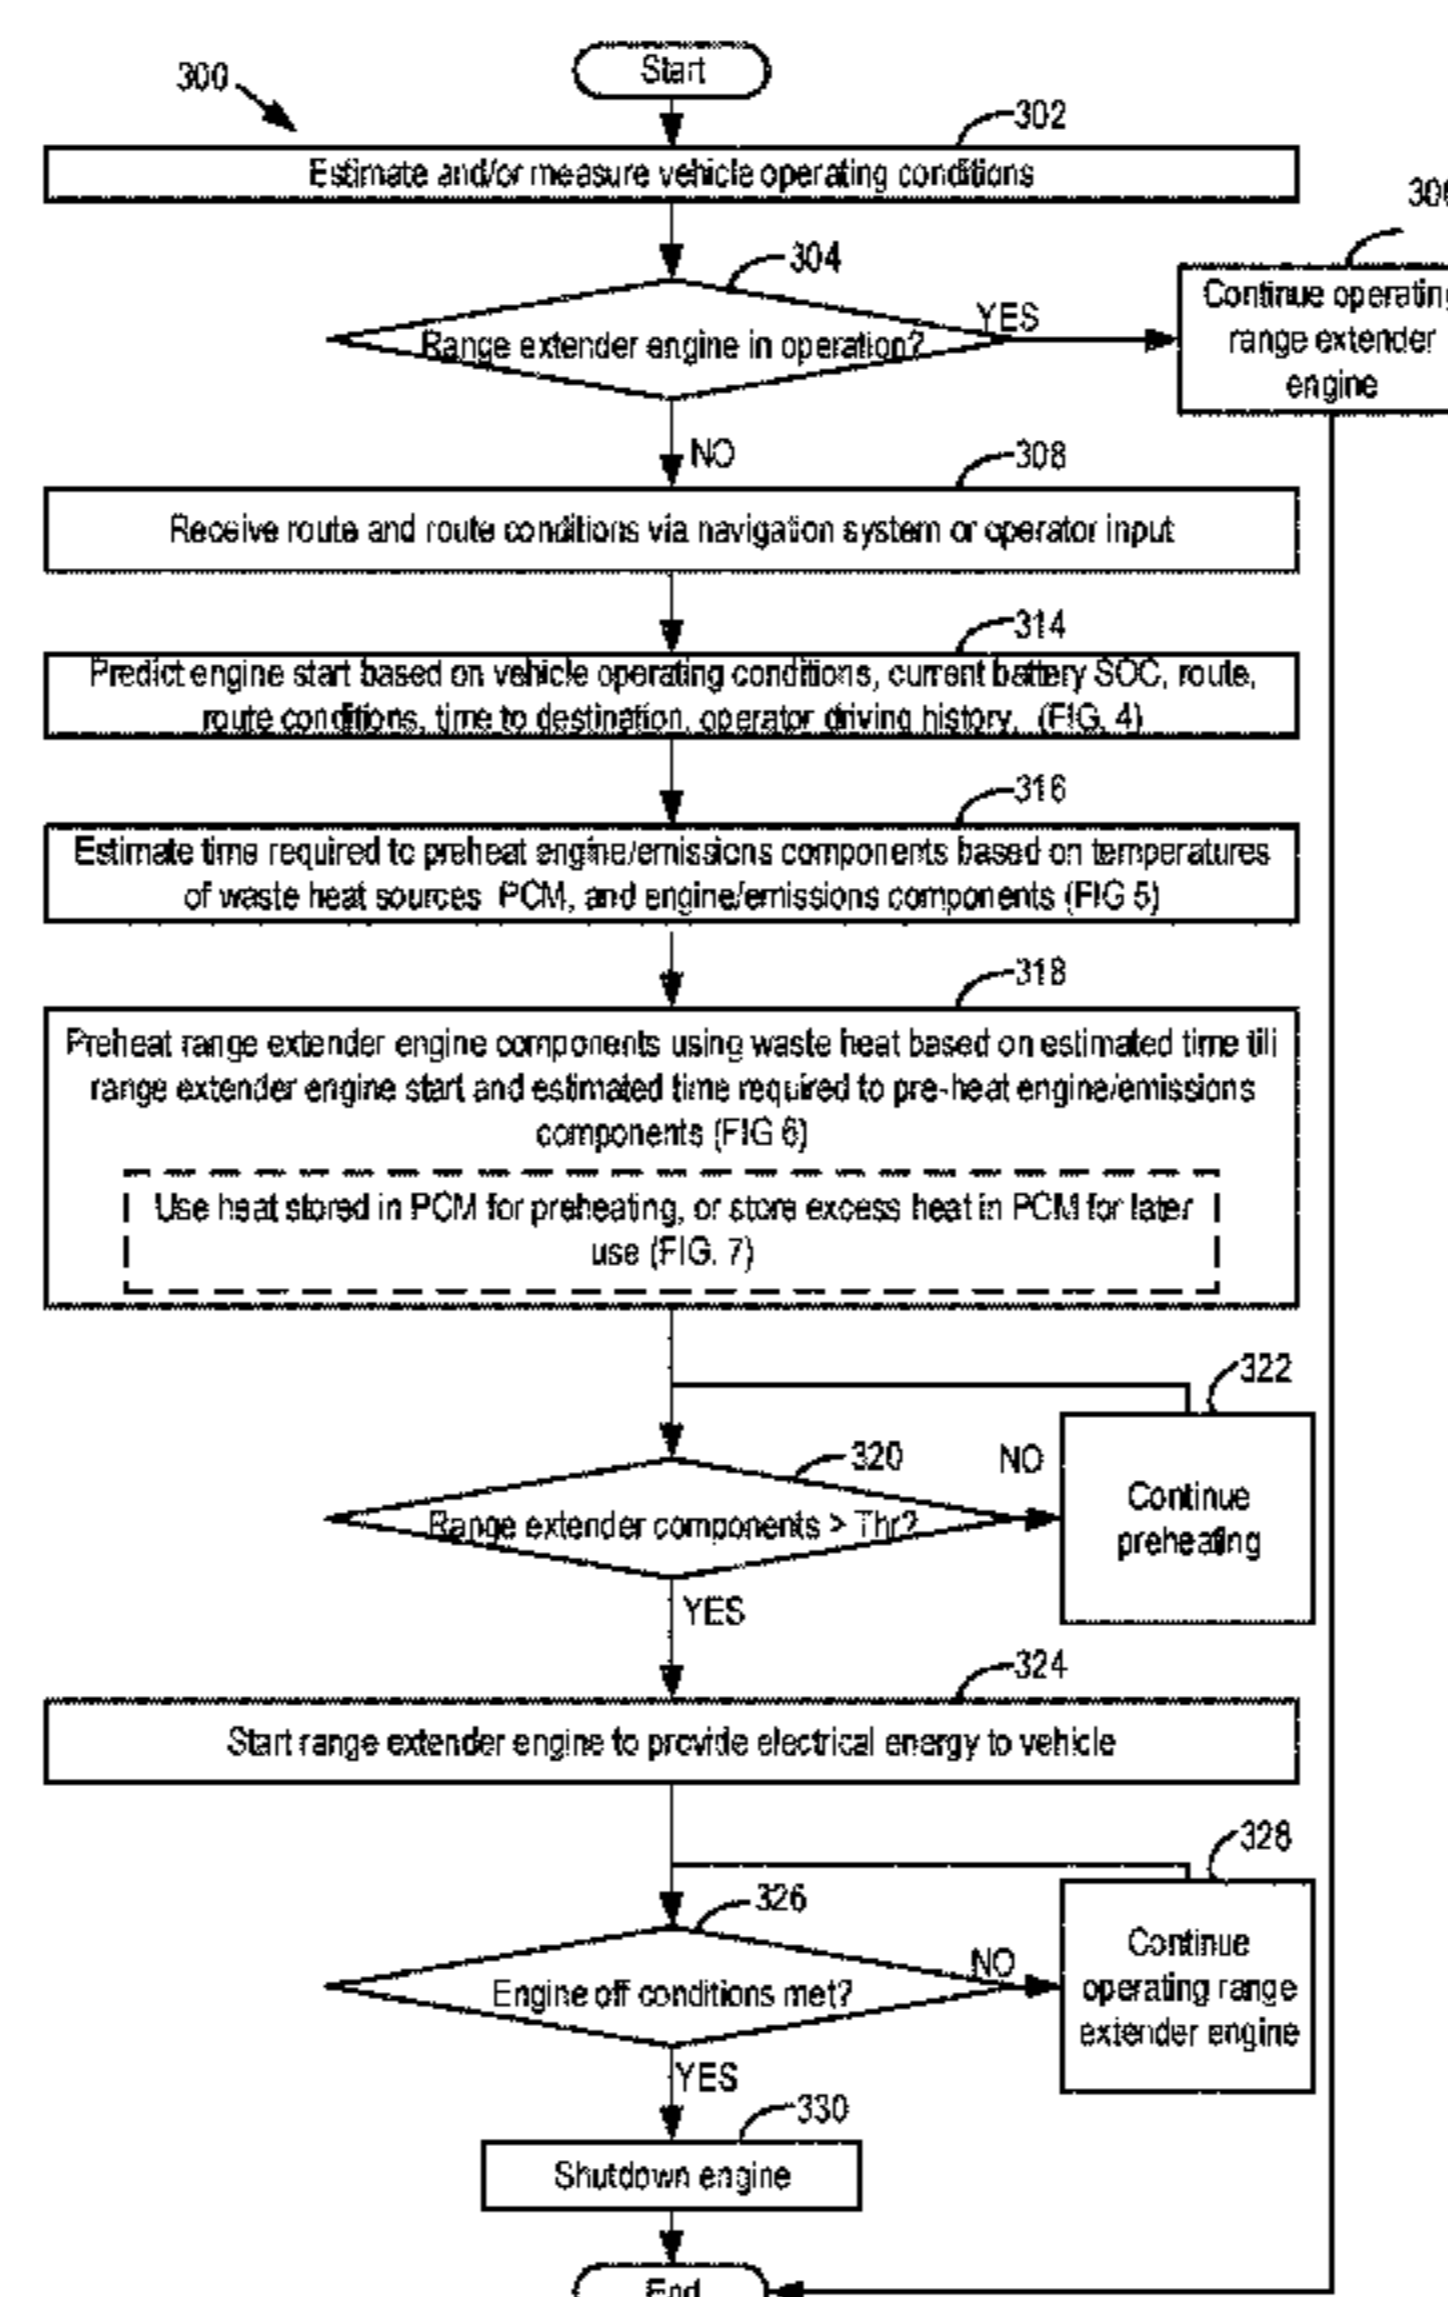 Start
300
302
Estimate and/or measure vehicle operating conditions
304
Range extender engine in operation?
YES
Continue operating
range extender
engine
NO
308
Receive route and route conditions via navigation system or operator input
314
Predict engine start based on vehicle operating conditions, current battery SOC, route,
route conditions, time to destination, operator driving history. (FIG. 4)
316
Estimate time required to preheat engine/emissions components based on temperatures
of waste heat sources PCM, and engine/emissions components (FIG 5)
318
Preheat range extender engine components using waste heat based on estimated time till
range extender engine start and estimated time required to pre-heat engine/emissions
components (FIG 6)
Use heat stored in PCM for preheating, or store excess heat in PCM for later
use (FIG. 7)
322
320
NO
Range extender components > Thr?
Continue
preheating
YES
324
Start range extender engine to provide electrical energy to vehicle
328
326
NO
Engine off conditions met?
Continue
operating range
extender engine
YES
330
Shutdown engine
End